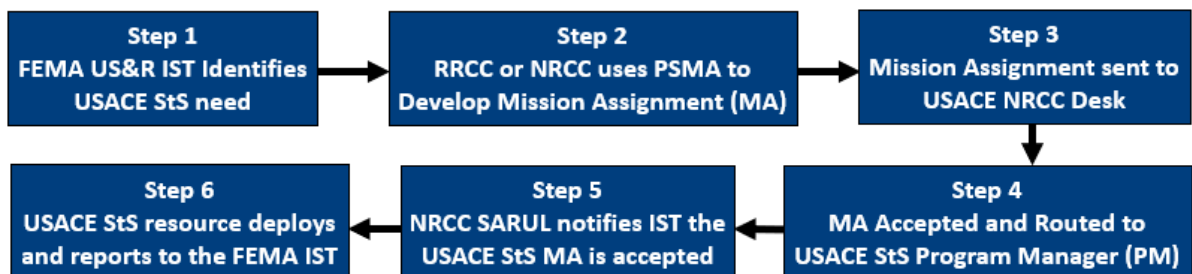 Step 1
FEMA US&R IST Identifies
USACE StS need
Step 2
RRCC or NRCC uses PSMA to
Develop Mission Assignment (MA)
Step 3
Mission Assignment sent to
USACE NRCC Desk
Step 4
MA Accepted and Routed to
USACE StS Program Manager (PM)
Step 5
NRCC SARUL notifies IST the
USACE StS MA is accepted
Step 6
USACE StS resource deploys
and reports to the FEMA IST